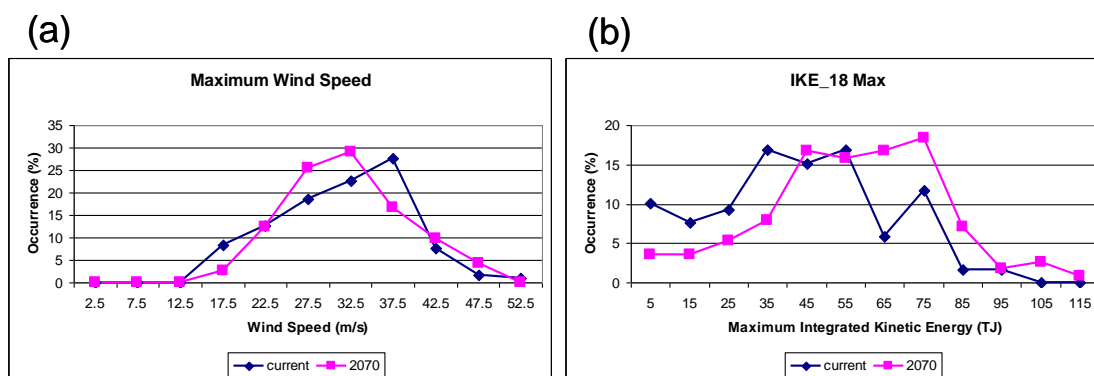 (a)
Maximum Wind Speed
Occurrence (%)
35
30
25
20
15
10
5
0
2.5 7.5 12.5 17.5 22.5 27.5 32.5 37.5 42.5 47.5 52.5
Wind Speed (m/s)
current 2070
(b)
IKE_18 Max
Occurrence (%)
20
15
10
5
0
5 15 25 35 45 55 65 75 85 95 105 115
Maximum Integrated Kinetic Energy (TJ)
current 2070